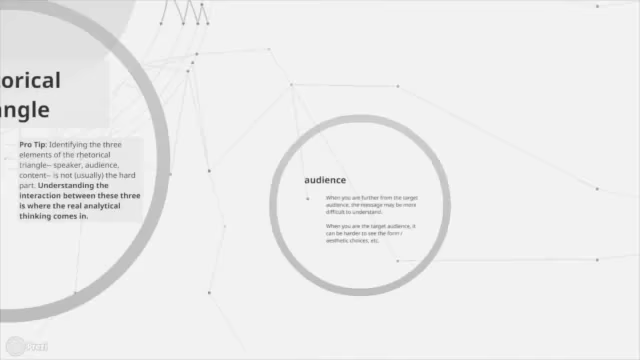 orical
angle
Pro Tip: Identifying the three
elements of the rhetorical
triangle-- speaker, audience,
content-- is not (usually) the hard
part. Understanding the
interaction between these three
is where the real analytical
thinking comes in.
audience
When you are further from the target
audience, the message may be more
difficult to understand.
When you are the target audience, it
can be harder to see the form /
aesthetic choices, etc.
Prezi